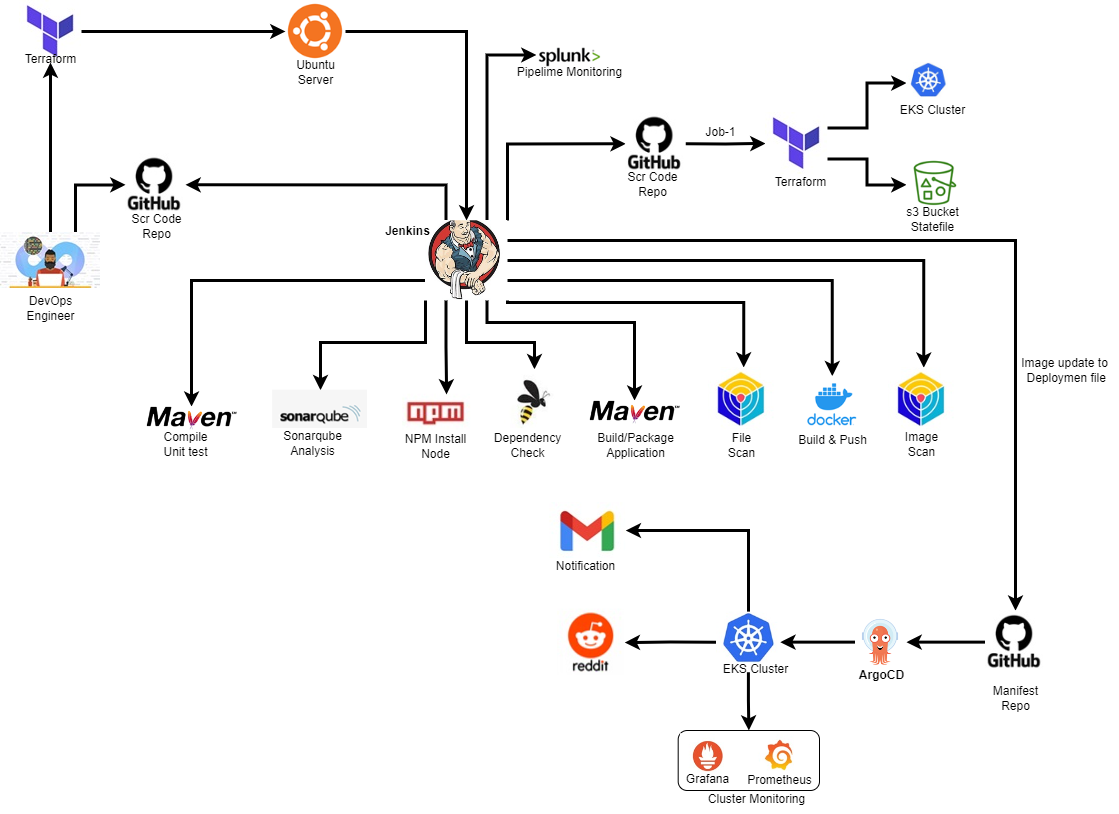 Terraform
Ubuntu
Server
splunk>
Pipelime Monitoring
EKS Cluster
GitHub
Scr Code
Repo
Job-1
Terraform
s3 Bucket
Statefile
GitHub
Scr Code
Repo
Jenkins
DevOps
Engineer
Image update to
Deploymen file
Maven™
Compile
Unit test
sonarqube
Sonarqube
Analysis
npm
NPM Install
Node
Dependency
Check
Maven™
Build/Package
Application
File
Scan
docker
Build & Push
Image
Scan
Notification
reddit
EKS Cluster
ArgoCD
GitHub
Manifest
Repo
Grafana
Prometheus
Cluster Monitoring